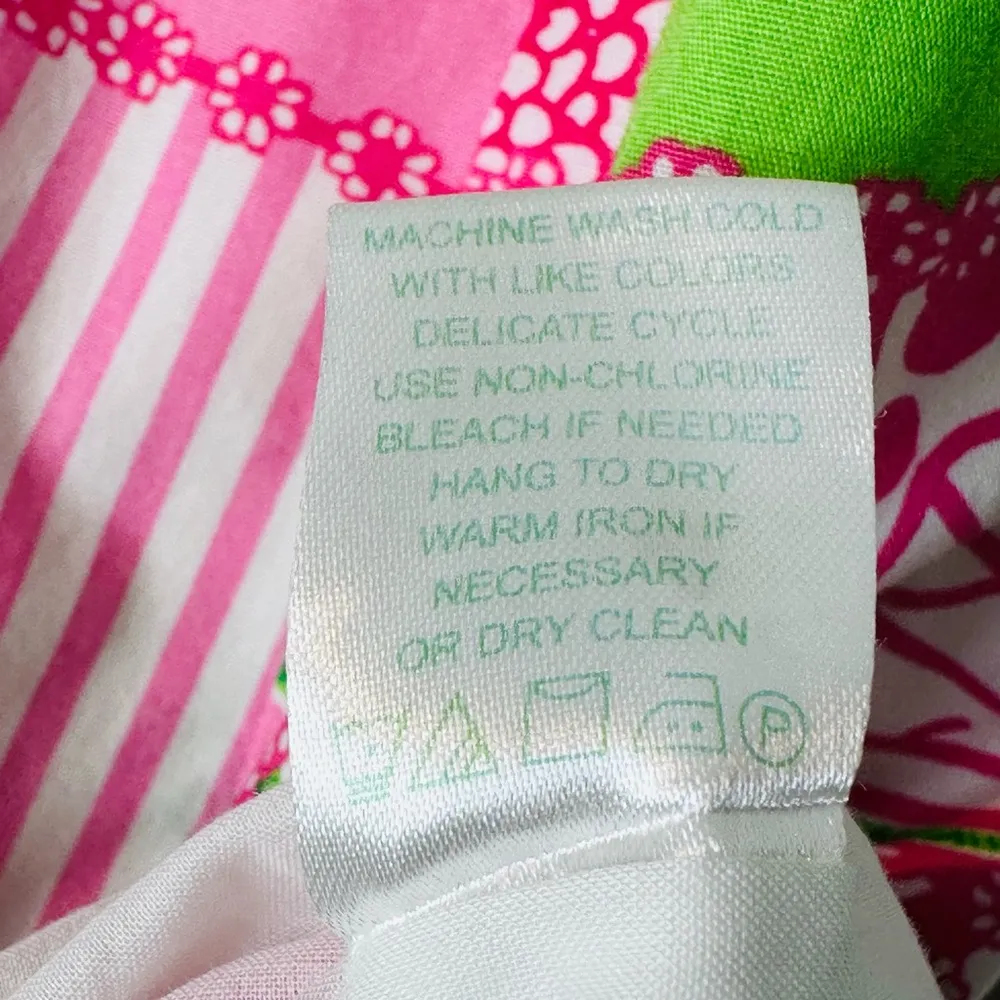 MACHINE WASH COLD
WITH LIKE COLORS
DELICATE CYCLE
USE NON-CHLORINE
BLEACH IF NEEDED
HANG TO DRY
WARM IRON IF
NECESSARY
OR DRY CLEAN
P